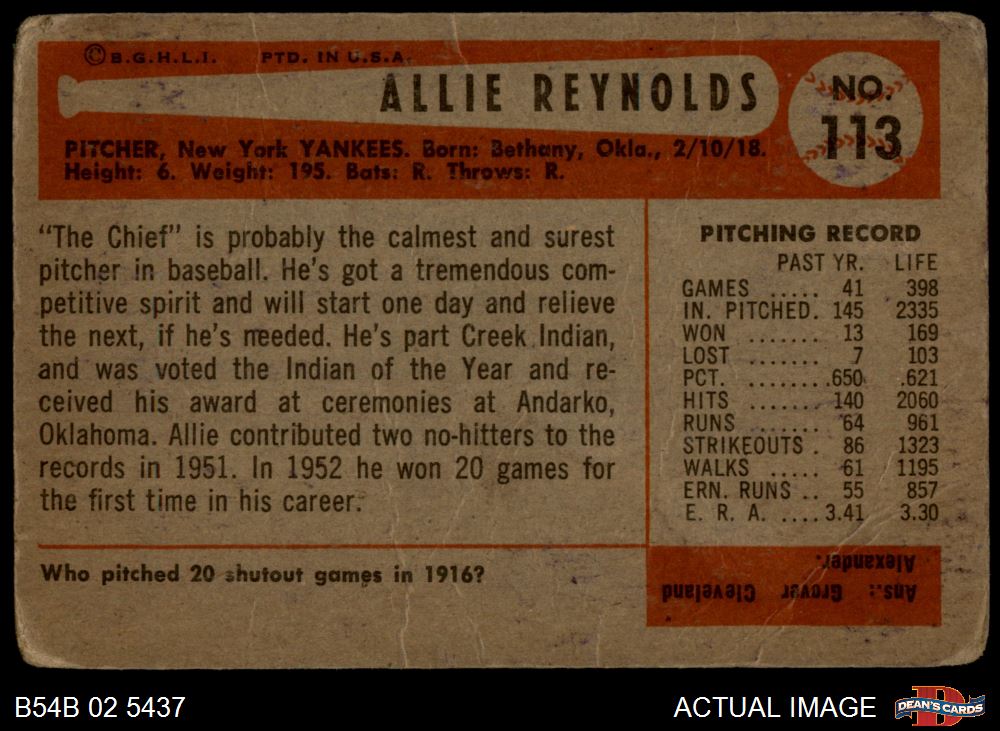 © B.G.H.L.I. PTD. IN U.S.A.
ALLIE REYNOLDS
NO.
113
PITCHER, New York YANKEES. Born: Bethany, Okla., 2/10/18.
Height: 6. Weight: 195. Bats: R. Throws: R.
"The Chief" is probably the calmest and surest
pitcher in baseball. He's got a tremendous com-
petitive spirit and will start one day and relieve
the next, if he's needed. He's part Creek Indian,
and was voted the Indian of the Year and re-
ceived his award at ceremonies at Andarko,
Oklahoma. Allie contributed two no-hitters to the
records in 1951. In 1952 he won 20 games for
the first time in his career.
PITCHING RECORD
PAST YR. LIFE
GAMES ..... 41 398
IN. PITCHED. 145 2335
WON ....... 13 169
LOST ....... 7 103
PCT. ........ .650 .621
HITS ....... 140 2060
RUNS ...... 64 961
STRIKEOUTS . 86 1323
WALKS ..... 61 1195
ERN. RUNS .. 55 857
E. R. A. .... 3.41 3.30
Who pitched 20 shutout games in 1916?
Ans.: Grover Cleveland
Alexander.
B54B 02 5437
ACTUAL IMAGE
D
DEAN'S CARDS